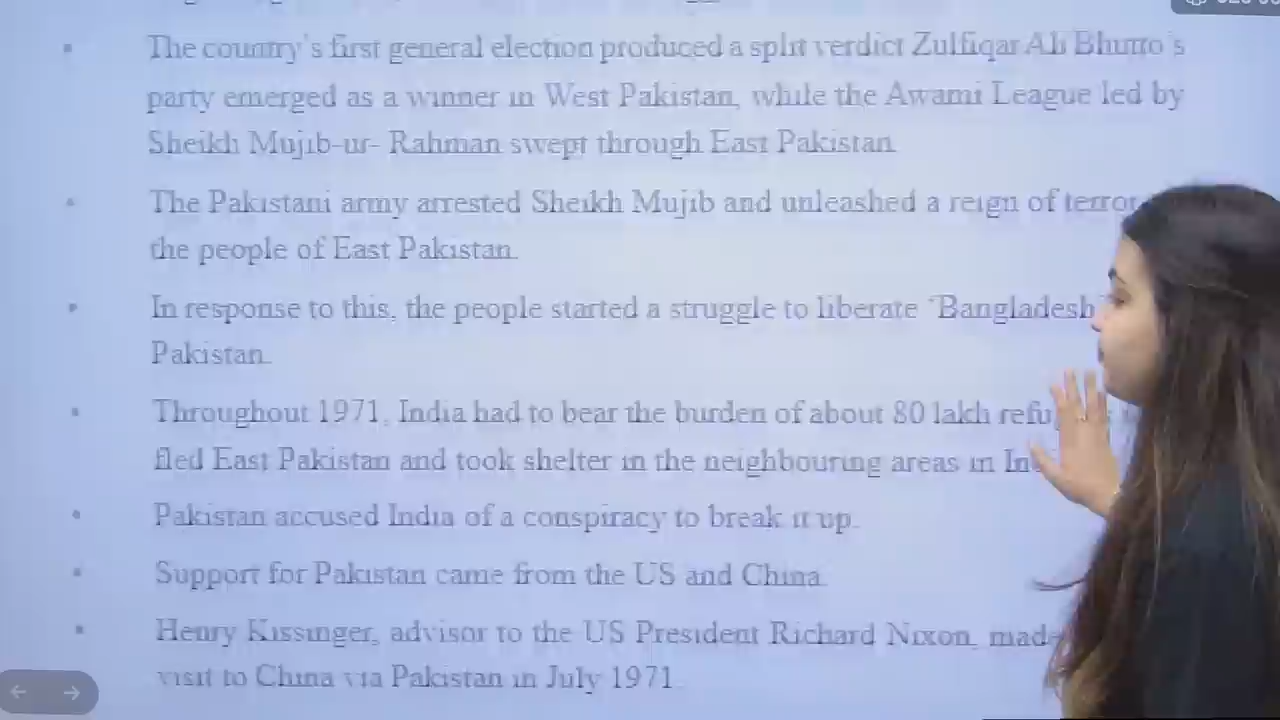 The country's first general election produced a split verdict Zulfiqar Ali Bhutto's
party emerged as a winner in West Pakistan, while the Awami League led by
Sheikh Mujib-ur- Rahman swept through East Pakistan.
The Pakistani army arrested Sheikh Mujib and unleashed a reign of terror
the people of East Pakistan.
In response to this, the people started a struggle to liberate 'Bangladesh'
Pakistan.
Throughout 1971, India had to bear the burden of about 80 lakh
fled East Pakistan and took shelter in the neighbouring areas in
Pakistan accused India of a conspiracy to break it up.
Support for Pakistan came from the US and China.
Henry Kissinger, advisor to the US President Richard Nixon,
visit to China via Pakistan in July 1971.